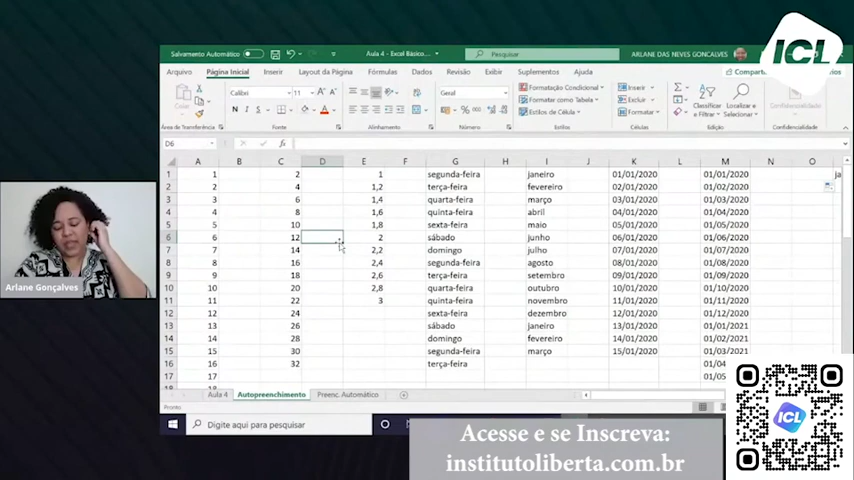 ICL
Salvamento Automático
Aula 4 - Excel Básico...
Pesquisar
ARLANE DAS NEVES GONCALVES
Arquivo Página Inicial Inserir Layout da Página Fórmulas Dados Revisão Exibir Suplementos Ajuda
Calibri 11
Geral
Formatação Condicional
Formatar como Tabela
Estilos de Célula
Inserir
Excluir
Formatar
Classificar e Filtrar
Localizar e Selecionar
Confidencialidade
Área de Transferência Fonte Alinhamento Número Estilos Células Edição Confidencialidade
D6
A B C D E F G H I J K L M N O
1 1 2 1 segunda-feira janeiro 01/01/2020 01/01/2020 ja
2 2 4 1,2 terça-feira fevereiro 02/01/2020 01/02/2020
3 3 6 1,4 quarta-feira março 03/01/2020 01/03/2020
4 4 8 1,6 quinta-feira abril 04/01/2020 01/04/2020
5 5 10 1,8 sexta-feira maio 05/01/2020 01/05/2020
6 6 12 2 sábado junho 06/01/2020 01/06/2020
7 7 14 2,2 domingo julho 07/01/2020 01/07/2020
8 8 16 2,4 segunda-feira agosto 08/01/2020 01/08/2020
9 9 18 2,6 terça-feira setembro 09/01/2020 01/09/2020
10 10 20 2,8 quarta-feira outubro 10/01/2020 01/10/2020
11 11 22 3 quinta-feira novembro 11/01/2020 01/11/2020
12 12 24 sexta-feira dezembro 12/01/2020 01/12/2020
13 13 26 sábado janeiro 13/01/2020 01/01/2021
14 14 28 domingo fevereiro 14/01/2020 01/02/2021
15 15 30 segunda-feira março 15/01/2020 01/03/2021
16 16 32 terça-feira 01/04
17 17 01/05
18 18
Aula 4 Autopreenchimento Preenc. Automático
Pronto
Digite aqui para pesquisar
Arlane Gonçalves
Acesse e se Inscreva:
institutoliberta.com.br
ICL